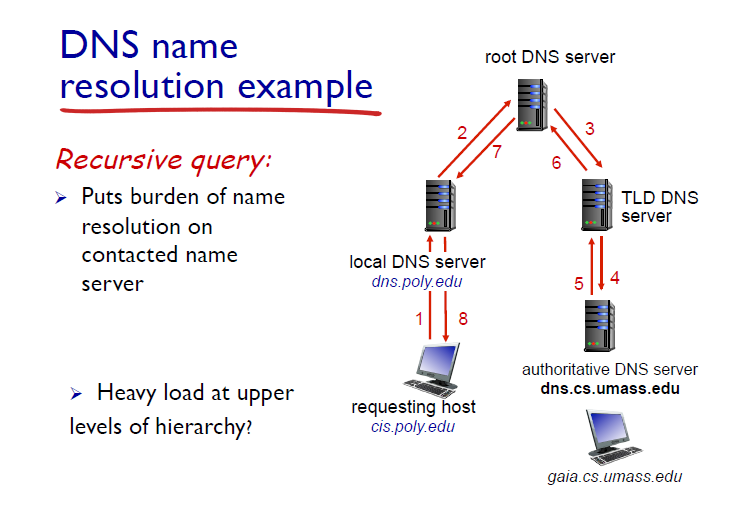 DNS name
resolution example
Recursive query:
➢ Puts burden of name
resolution on
contacted name
server
➢ Heavy load at upper
levels of hierarchy?
root DNS server
2
7
3
6
TLD DNS
server
local DNS server
dns.poly.edu
5
4
1
8
authoritative DNS server
dns.cs.umass.edu
requesting host
cis.poly.edu
gaia.cs.umass.edu